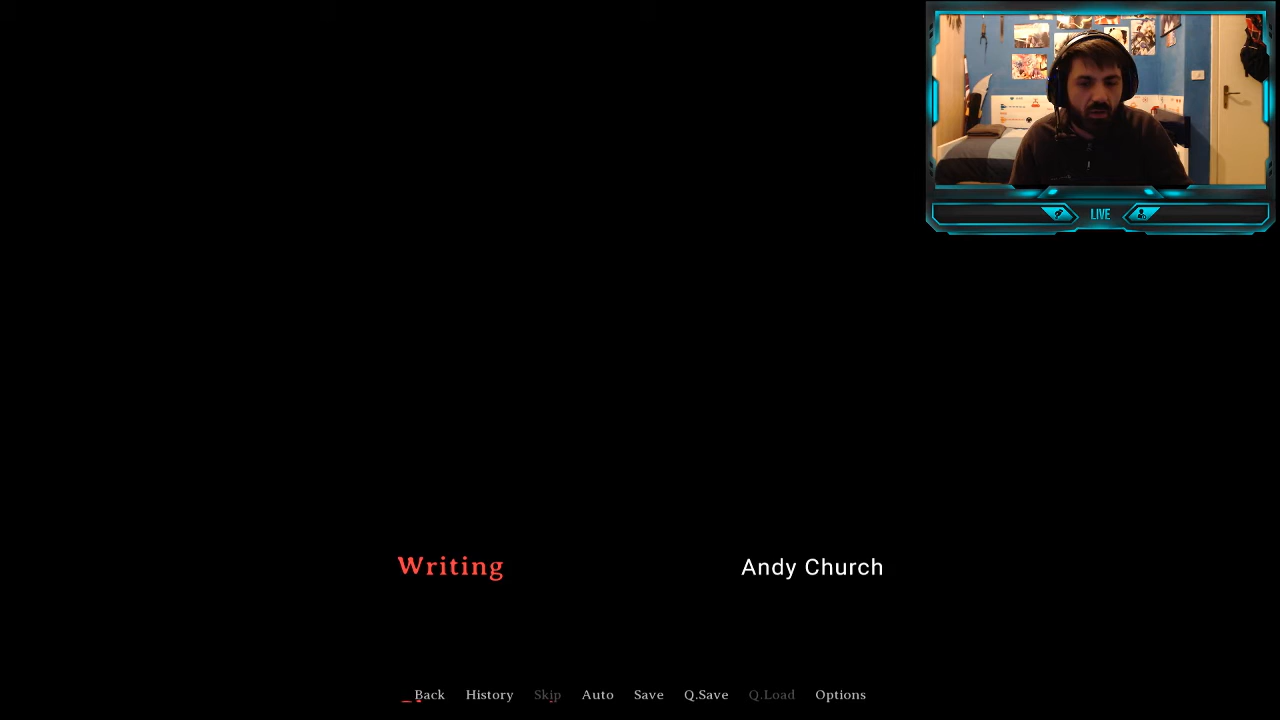 LIVE
Writing Andy Church
Back History Skip Auto Save Q.Save Q.Load Options